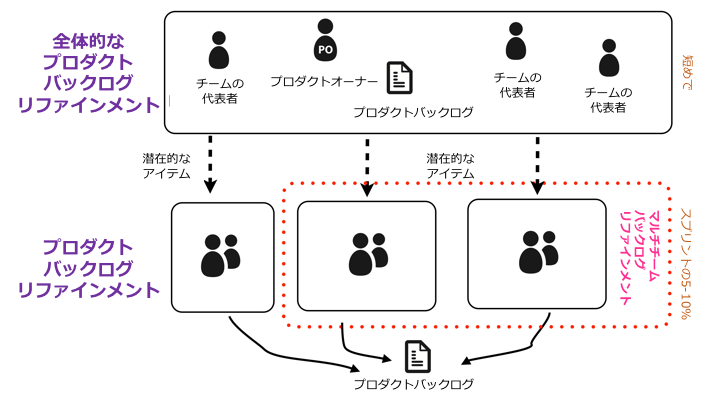 全体的な
プロダクト
バックログ
リファインメント
チームの
代表者
PO
プロダクトオーナー
プロダクトバックログ
チームの
代表者
チームの
代表者
短めで
潜在的な
アイテム
潜在的な
アイテム
プロダクト
バックログ
リファインメント
マルチチーム
バックログ
リファインメント
スプリントの5-10%
プロダクトバックログ